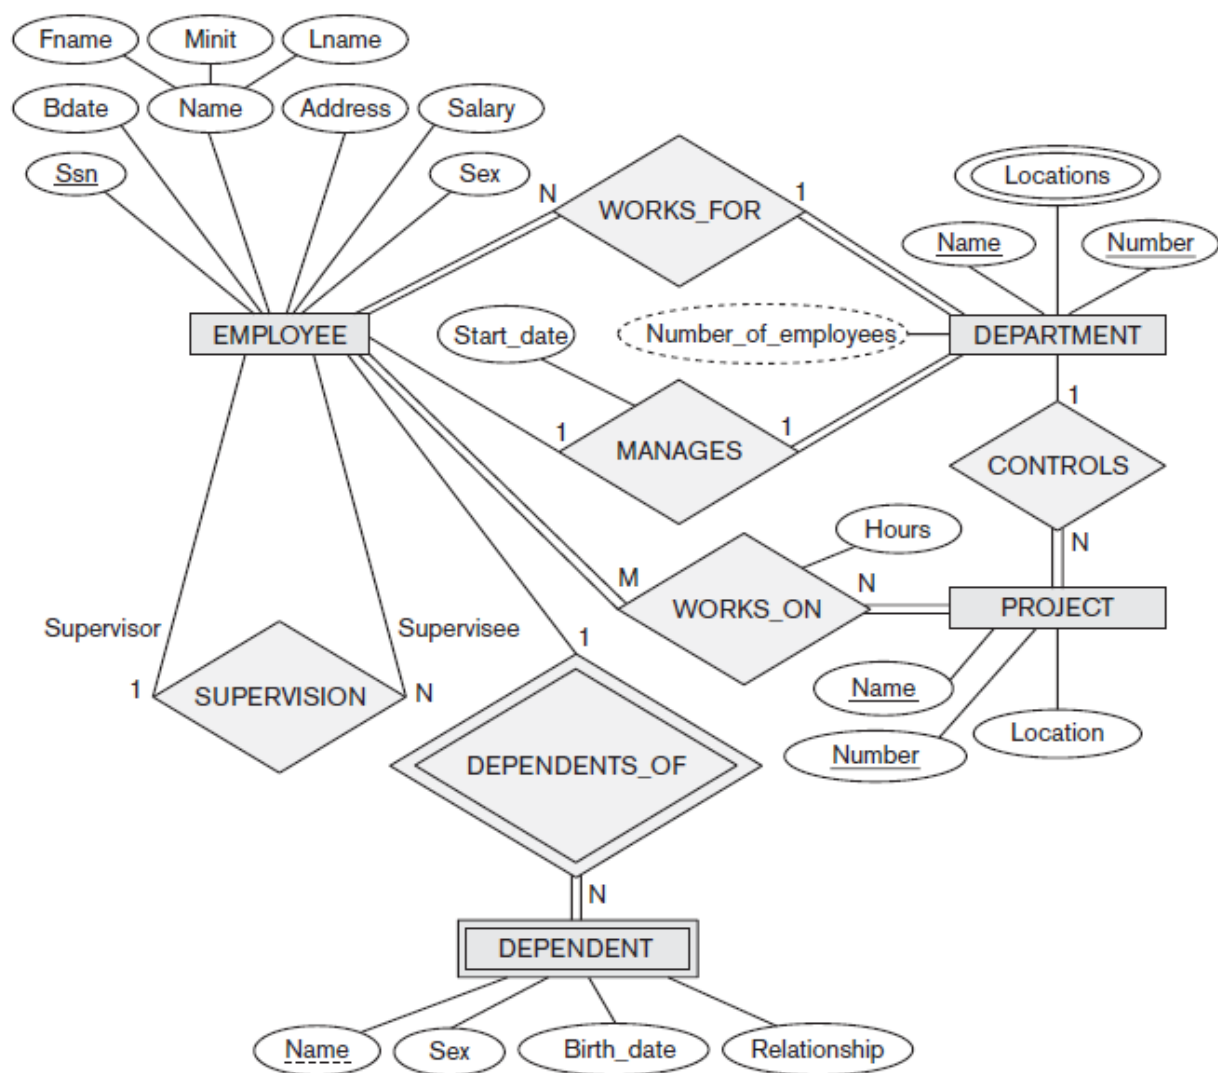 Fname
Minit
Lname
Bdate
Name
Address
Salary
Ssn
Sex
N
WORKS_FOR
1
Locations
Name
Number
EMPLOYEE
Start_date
Number_of_employees
DEPARTMENT
1
MANAGES
1
1
CONTROLS
N
Hours
M
WORKS_ON
N
PROJECT
Supervisor
Supervisee
1
SUPERVISION
N
1
Name
Number
Location
DEPENDENTS_OF
N
DEPENDENT
Name
Sex
Birth_date
Relationship